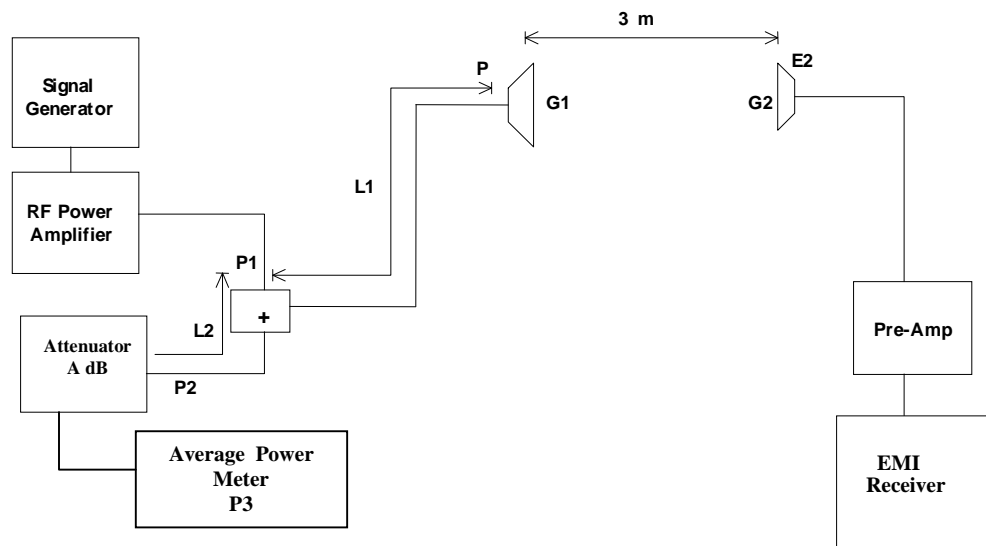 3 m
Signal
Generator
P
G1
E2
G2
L1
RF Power
Amplifier
P1
+
L2
P2
Attenuator
A dB
Pre-Amp
Average Power
Meter
P3
EMI
Receiver